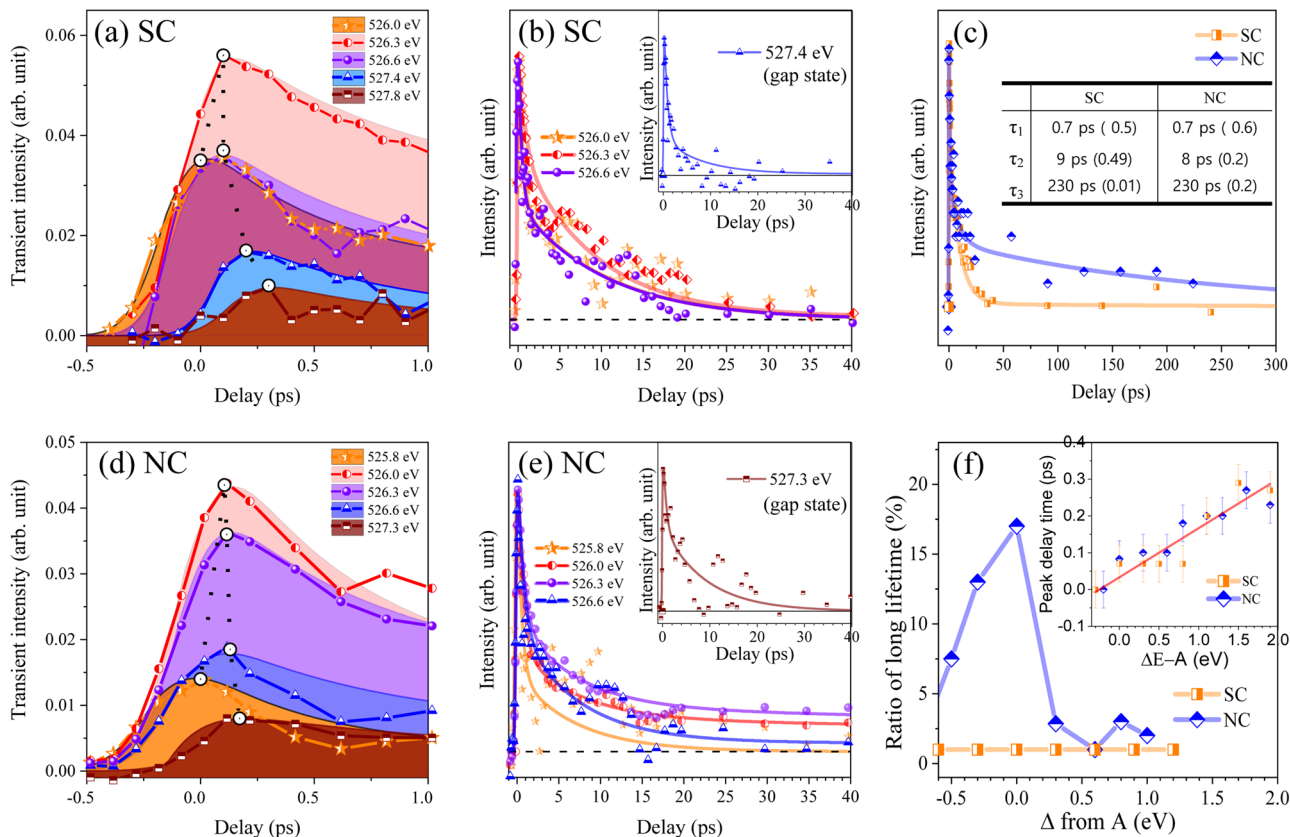 (a) SC
526.0 eV
526.3 eV
526.6 eV
527.4 eV
527.8 eV
0.06
0.04
0.02
0.00
Transient intensity (arb. unit)
-0.5
0.0
0.5
1.0
Delay (ps)
(b) SC
526.0 eV
526.3 eV
526.6 eV
Intensity (arb. unit)
0
5
10
15
20
25
30
35
40
Delay (ps)
527.4 eV
(gap state)
Intensity (arb. unit)
0
10
20
30
40
Delay (ps)
(c)
SC
NC
SC NC
τ1 0.7 ps ( 0.5) 0.7 ps ( 0.6)
τ2 9 ps (0.49) 8 ps (0.2)
τ3 230 ps (0.01) 230 ps (0.2)
Intensity (arb. unit)
0
50
100
150
200
250
300
Delay (ps)
(d) NC
525.8 eV
526.0 eV
526.3 eV
526.6 eV
527.3 eV
0.05
0.04
0.03
0.02
0.01
0.00
Transient intensity (arb. unit)
-0.5
0.0
0.5
1.0
Delay (ps)
(e) NC
525.8 eV
526.0 eV
526.3 eV
526.6 eV
Intensity (arb. unit)
0
5
10
15
20
25
30
35
40
Delay (ps)
527.3 eV
(gap state)
Intensity (arb. unit)
0
10
20
30
40
Delay (ps)
(f)
SC
NC
20
15
10
5
0
Ratio of long lifetime (%)
-0.5
0.0
0.5
1.0
1.5
2.0
Δ from A (eV)
0.4
0.3
0.2
0.1
0.0
-0.1
Peak delay time (ps)
SC
NC
0.0
0.5
1.0
1.5
2.0
ΔE–A (eV)